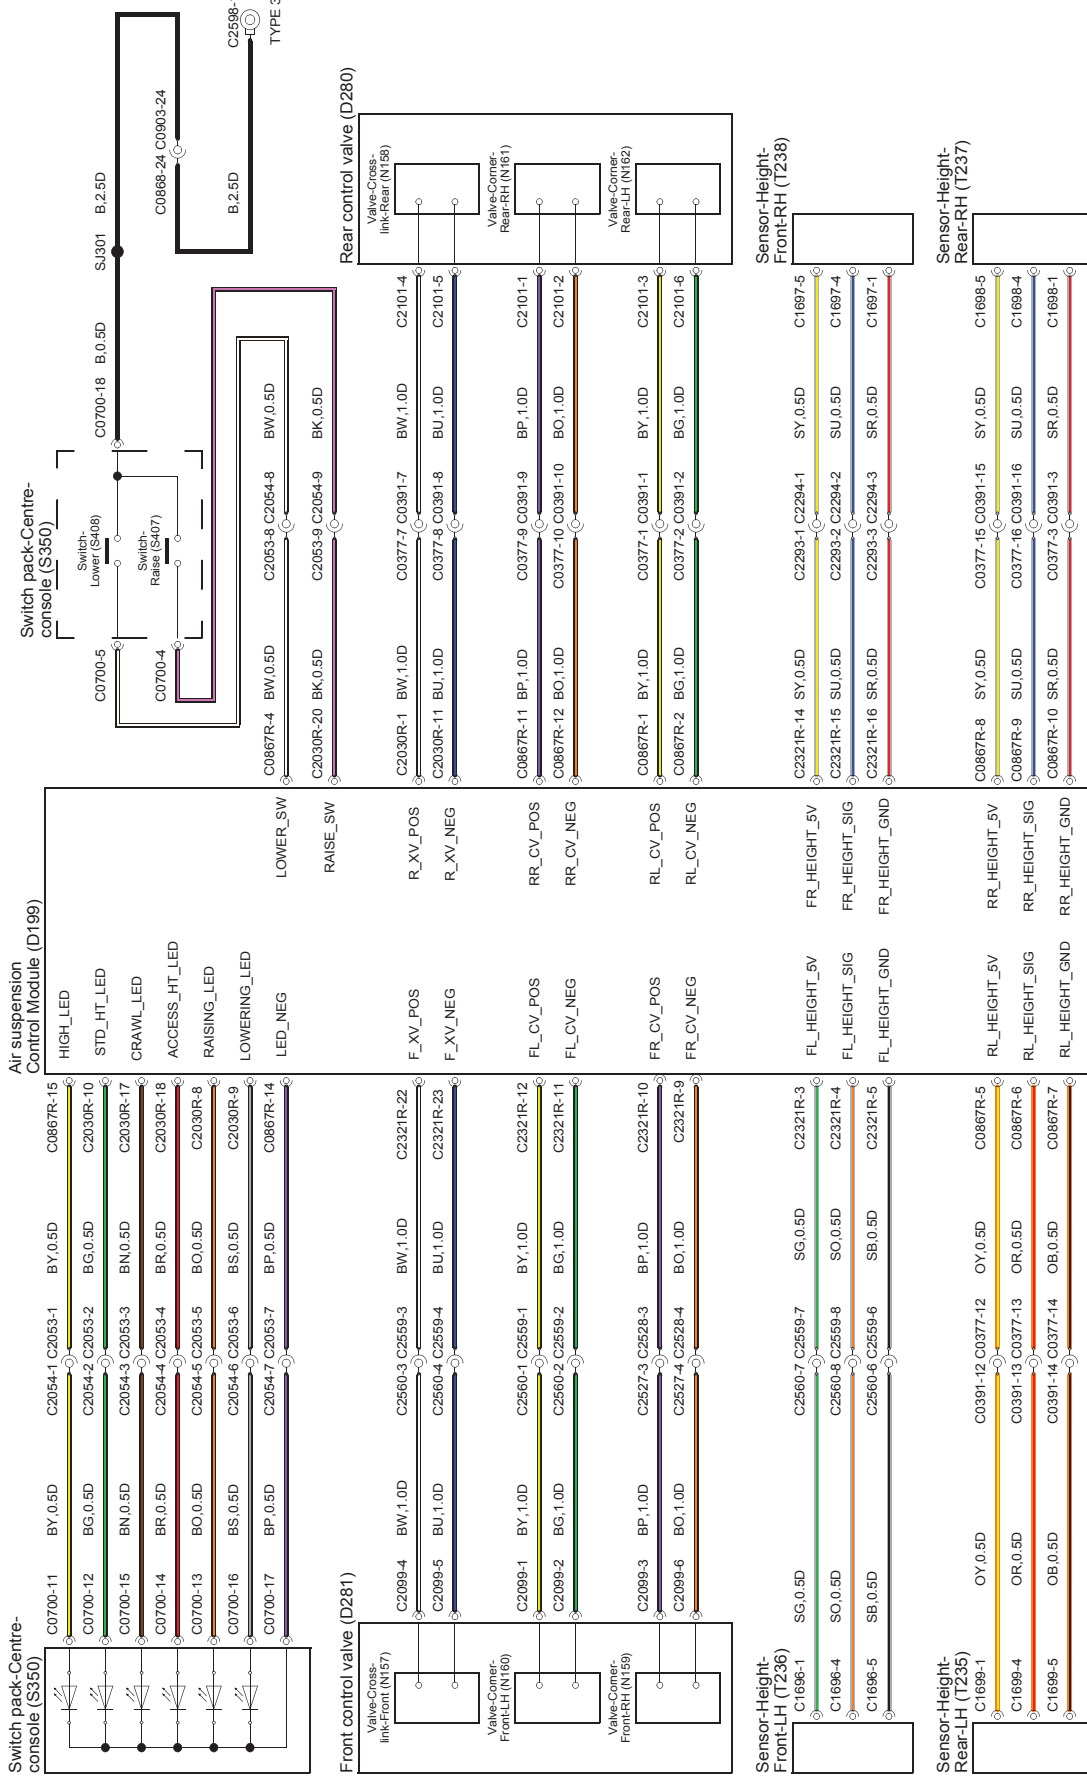 C2598-
TYPE 3
Switch pack-Centre-
console (S350)
C0700-5
C0700-4
Switch-
Lower (S408)
Switch-
Raise (S407)
C0700-18 B,0.5D
SJ301 B,2.5D
C0868-24 C0903-24
B,2.5D
C0867R-4 BW,0.5D C2053-8 C2054-8 BW,0.5D
C2030R-20 BK,0.5D C2053-9 C2054-9 BK,0.5D
Rear control valve (D280)
Valve-Cross-
link-Rear (N158)
Valve-Corner-
Rear-RH (N161)
Valve-Corner-
Rear-LH (N162)
C2030R-1 BW,1.0D C0377-7 C0391-7 BW,1.0D C2101-4
C2030R-11 BU,1.0D C0377-8 C0391-8 BU,1.0D C2101-5
C0867R-11 BP,1.0D C0377-9 C0391-9 BP,1.0D C2101-1
C0867R-12 BO,1.0D C0377-10 C0391-10 BO,1.0D C2101-2
C0867R-1 BY,1.0D C0377-1 C0391-1 BY,1.0D C2101-3
C0867R-2 BG,1.0D C0377-2 C0391-2 BG,1.0D C2101-6
Sensor-Height-
Front-RH (T238)
C2321R-14 SY,0.5D C2293-1 C2294-1 SY,0.5D C1697-5
C2321R-15 SU,0.5D C2293-2 C2294-2 SU,0.5D C1697-4
C2321R-16 SR,0.5D C2293-3 C2294-3 SR,0.5D C1697-1
Sensor-Height-
Rear-RH (T237)
C0867R-8 SY,0.5D C0377-15 C0391-15 SY,0.5D C1698-5
C0867R-9 SU,0.5D C0377-16 C0391-16 SU,0.5D C1698-4
C0867R-10 SR,0.5D C0377-3 C0391-3 SR,0.5D C1698-1
Air suspension
Control Module (D199)
HIGH_LED
STD_HT_LED
CRAWL_LED
ACCESS_HT_LED
RAISING_LED
LOWERING_LED
LED_NEG
LOWER_SW
RAISE_SW
F_XV_POS R_XV_POS
F_XV_NEG R_XV_NEG
FL_CV_POS RR_CV_POS
FL_CV_NEG RR_CV_NEG
FR_CV_POS RL_CV_POS
FR_CV_NEG RL_CV_NEG
FL_HEIGHT_5V FR_HEIGHT_5V
FL_HEIGHT_SIG FR_HEIGHT_SIG
FL_HEIGHT_GND FR_HEIGHT_GND
RL_HEIGHT_5V RR_HEIGHT_5V
RL_HEIGHT_SIG RR_HEIGHT_SIG
RL_HEIGHT_GND RR_HEIGHT_GND
Switch pack-Centre-
console (S350)
C0700-11 BY,0.5D C2054-1 C2053-1 BY,0.5D C0867R-15
C0700-12 BG,0.5D C2054-2 C2053-2 BG,0.5D C2030R-10
C0700-15 BN,0.5D C2054-3 C2053-3 BN,0.5D C2030R-17
C0700-14 BR,0.5D C2054-4 C2053-4 BR,0.5D C2030R-18
C0700-13 BO,0.5D C2054-5 C2053-5 BO,0.5D C2030R-8
C0700-16 BS,0.5D C2054-6 C2053-6 BS,0.5D C2030R-9
C0700-17 BP,0.5D C2054-7 C2053-7 BP,0.5D C0867R-14
Front control valve (D281)
Valve-Cross-
link-Front (N157)
Valve-Corner-
Front-LH (N160)
Valve-Corner-
Front-RH (N159)
C2099-4 BW,1.0D C2560-3 C2559-3 BW,1.0D C2321R-22
C2099-5 BU,1.0D C2560-4 C2559-4 BU,1.0D C2321R-23
C2099-1 BY,1.0D C2560-1 C2559-1 BY,1.0D C2321R-12
C2099-2 BG,1.0D C2560-2 C2559-2 BG,1.0D C2321R-11
C2099-3 BP,1.0D C2527-3 C2528-3 BP,1.0D C2321R-10
C2099-6 BO,1.0D C2527-4 C2528-4 BO,1.0D C2321R-9
Sensor-Height-
Front-LH (T236)
C1696-1 SG,0.5D C2560-7 C2559-7 SG,0.5D C2321R-3
C1696-4 SO,0.5D C2560-8 C2559-8 SO,0.5D C2321R-4
C1696-5 SB,0.5D C2560-6 C2559-6 SB,0.5D C2321R-5
Sensor-Height-
Rear-LH (T235)
C1699-1 OY,0.5D C0391-12 C0377-12 OY,0.5D C0867R-5
C1699-4 OR,0.5D C0391-13 C0377-13 OR,0.5D C0867R-6
C1699-5 OB,0.5D C0391-14 C0377-14 OB,0.5D C0867R-7